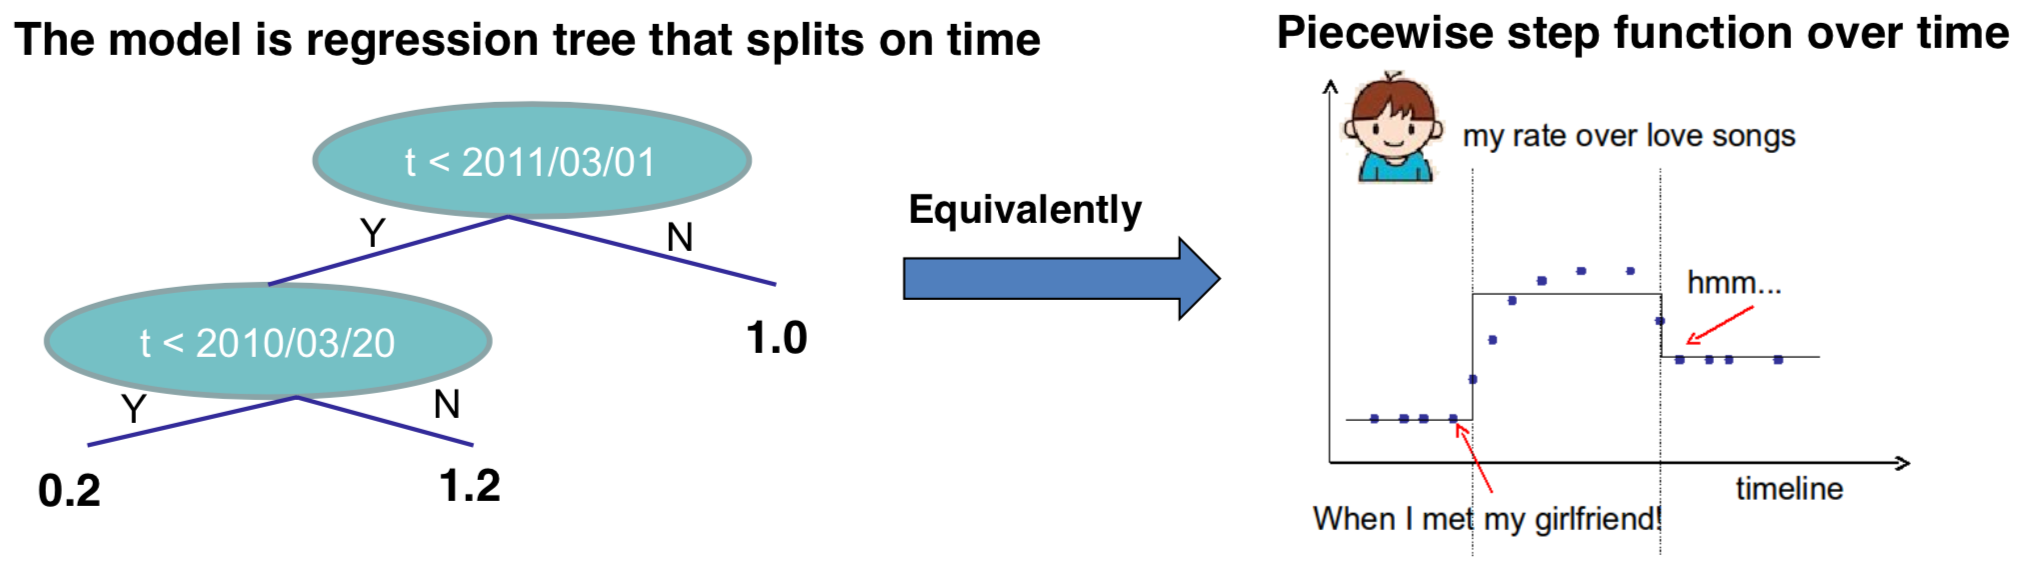 The model is regression tree that splits on time
t < 2011/03/01
Y
N
t < 2010/03/20
1.0
Y
N
0.2
1.2
Equivalently
Piecewise step function over time
my rate over love songs
hmm...
timeline
When I met my girlfriend!